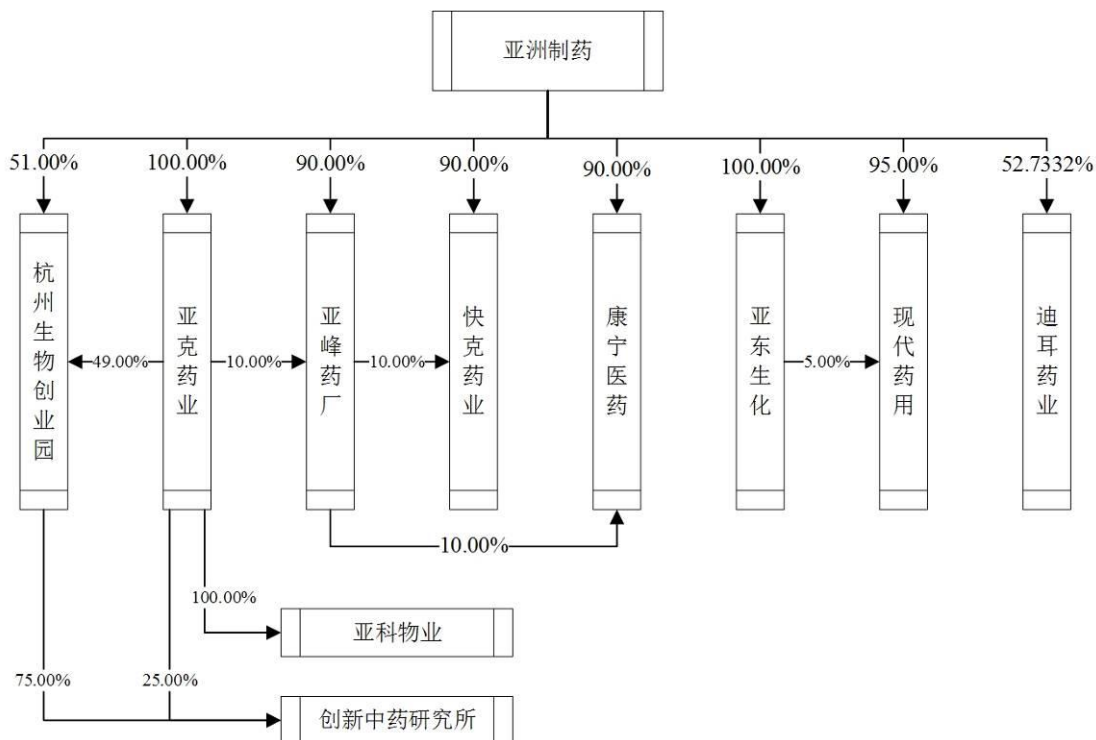 亚洲制药
51.00%
100.00%
90.00%
90.00%
90.00%
100.00%
95.00%
52.7332%
杭州生物创业园
亚克药业
亚峰药厂
快克药业
康宁医药
亚东生化
现代药用
迪耳药业
49.00%
10.00%
10.00%
5.00%
10.00%
100.00%
亚科物业
75.00%
25.00%
创新中药研究所